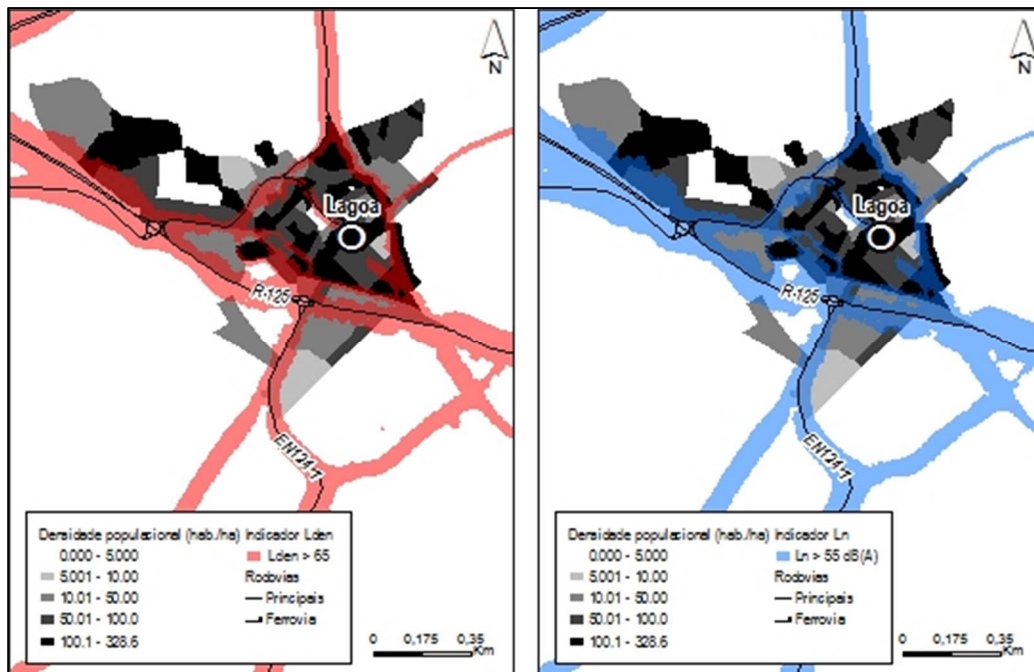 N
Lagoa
R-125
EN124-1
Densidade populacional (hab./ha)
0.000 - 5.000
5.001 - 10.00
10.01 - 50.00
50.01 - 100.0
100.1 - 328.6
Indicador Lden
Lden > 65
Rodovias
Principais
Ferrovia
0 0,175 0,35
Km
N
Lagoa
R-125
EN124-1
Densidade populacional (hab./ha)
0.000 - 5.000
5.001 - 10.00
10.01 - 50.00
50.01 - 100.0
100.1 - 328.6
Indicador Ln
Ln > 55 dB(A)
Rodovias
Principais
Ferrovia
0 0,175 0,35
Km